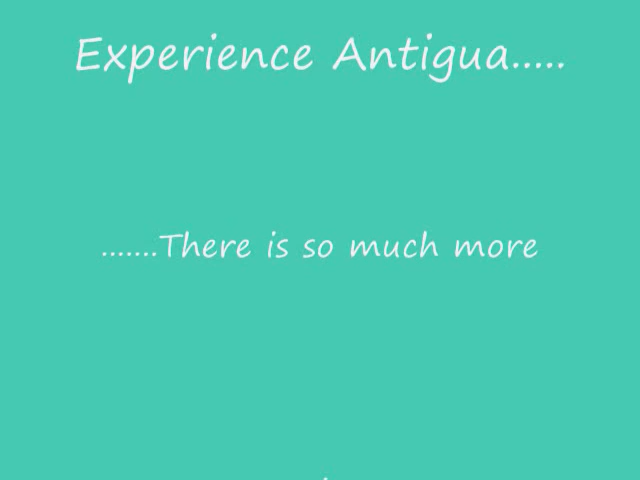 Experience Antigua.....
.......There is so much more